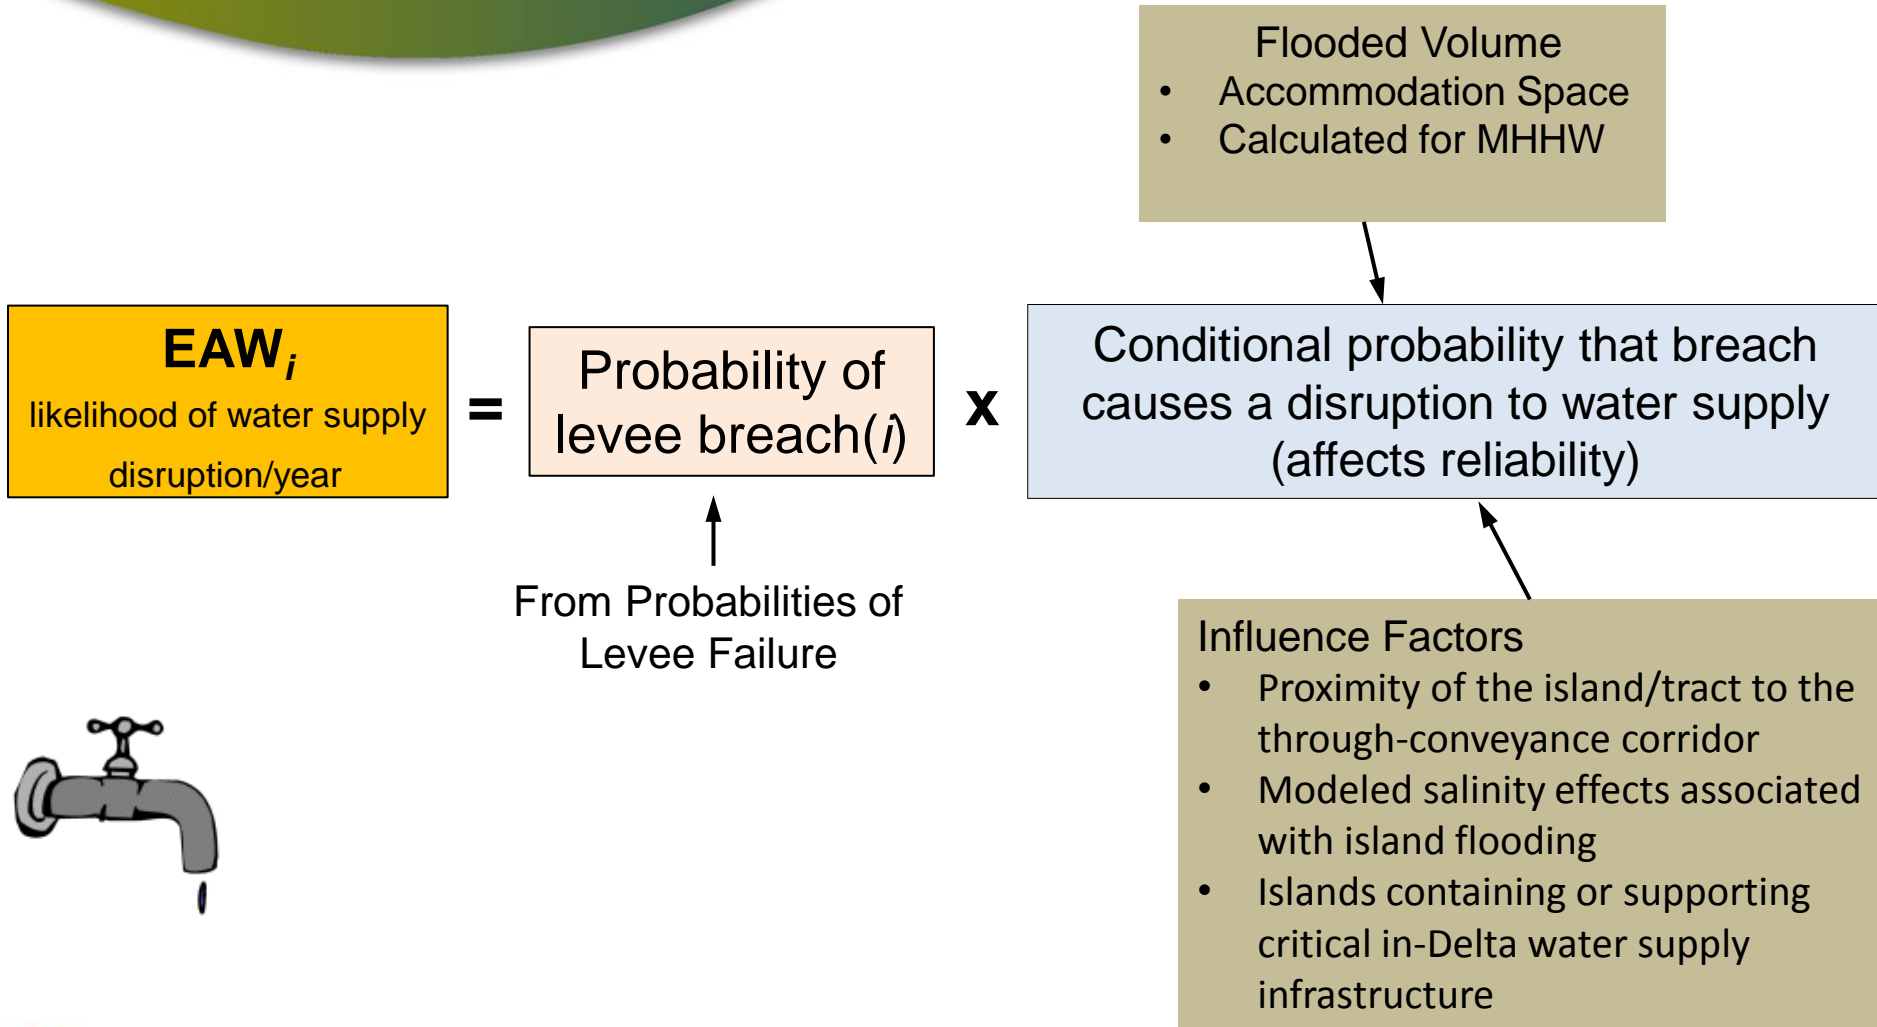 Flooded Volume
• Accommodation Space
• Calculated for MHHW
EAWi
likelihood of water supply
disruption/year
=
Probability of
levee breach(i)
x
Conditional probability that breach
causes a disruption to water supply
(affects reliability)
From Probabilities of
Levee Failure
Influence Factors
• Proximity of the island/tract to the
through-conveyance corridor
• Modeled salinity effects associated
with island flooding
• Islands containing or supporting
critical in-Delta water supply
infrastructure